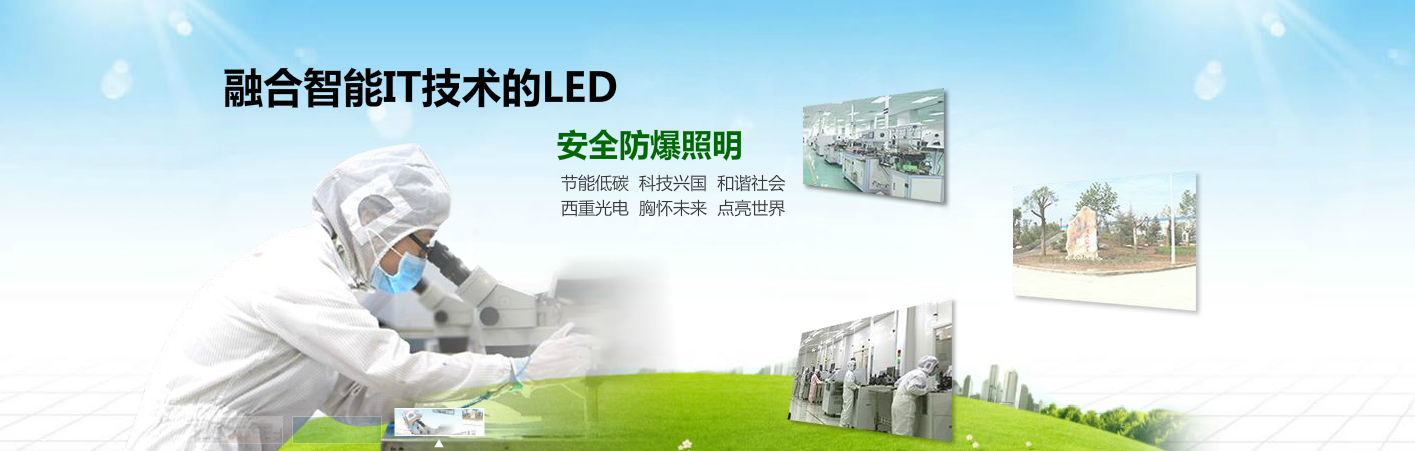 融合智能IT技术的LED
安全防爆照明
节能低碳 科技兴国 和谐社会
西重光电 胸怀未来 点亮世界